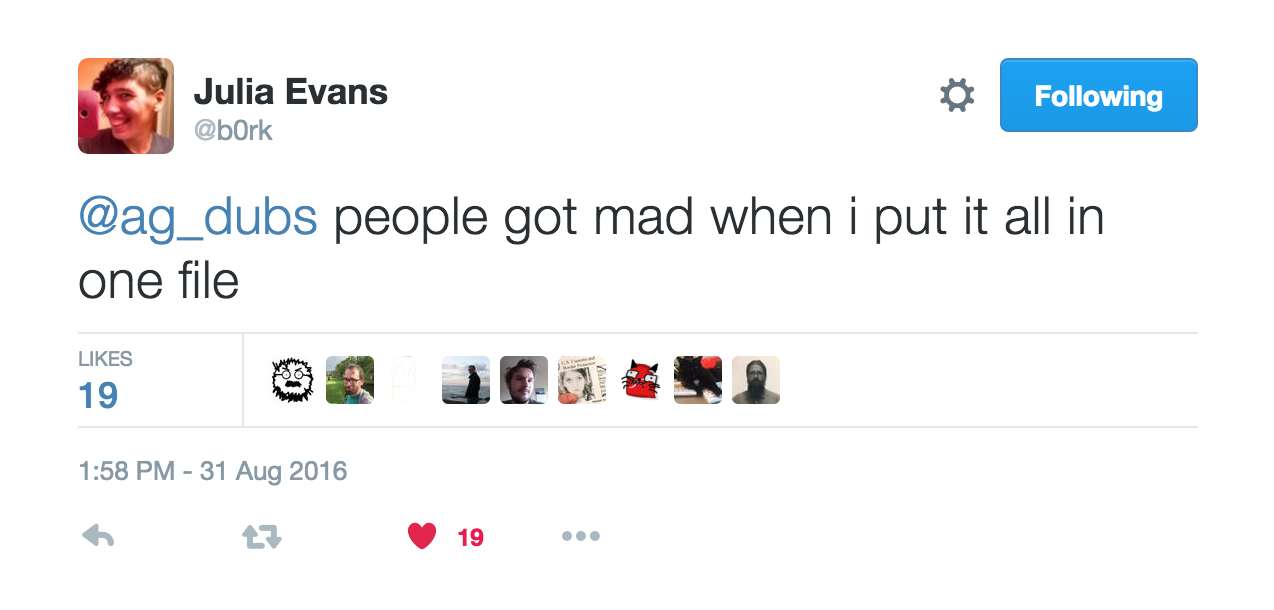 Julia Evans
@b0rk
Following
@ag_dubs people got mad when i put it all in
one file
LIKES
19
1:58 PM - 31 Aug 2016
19